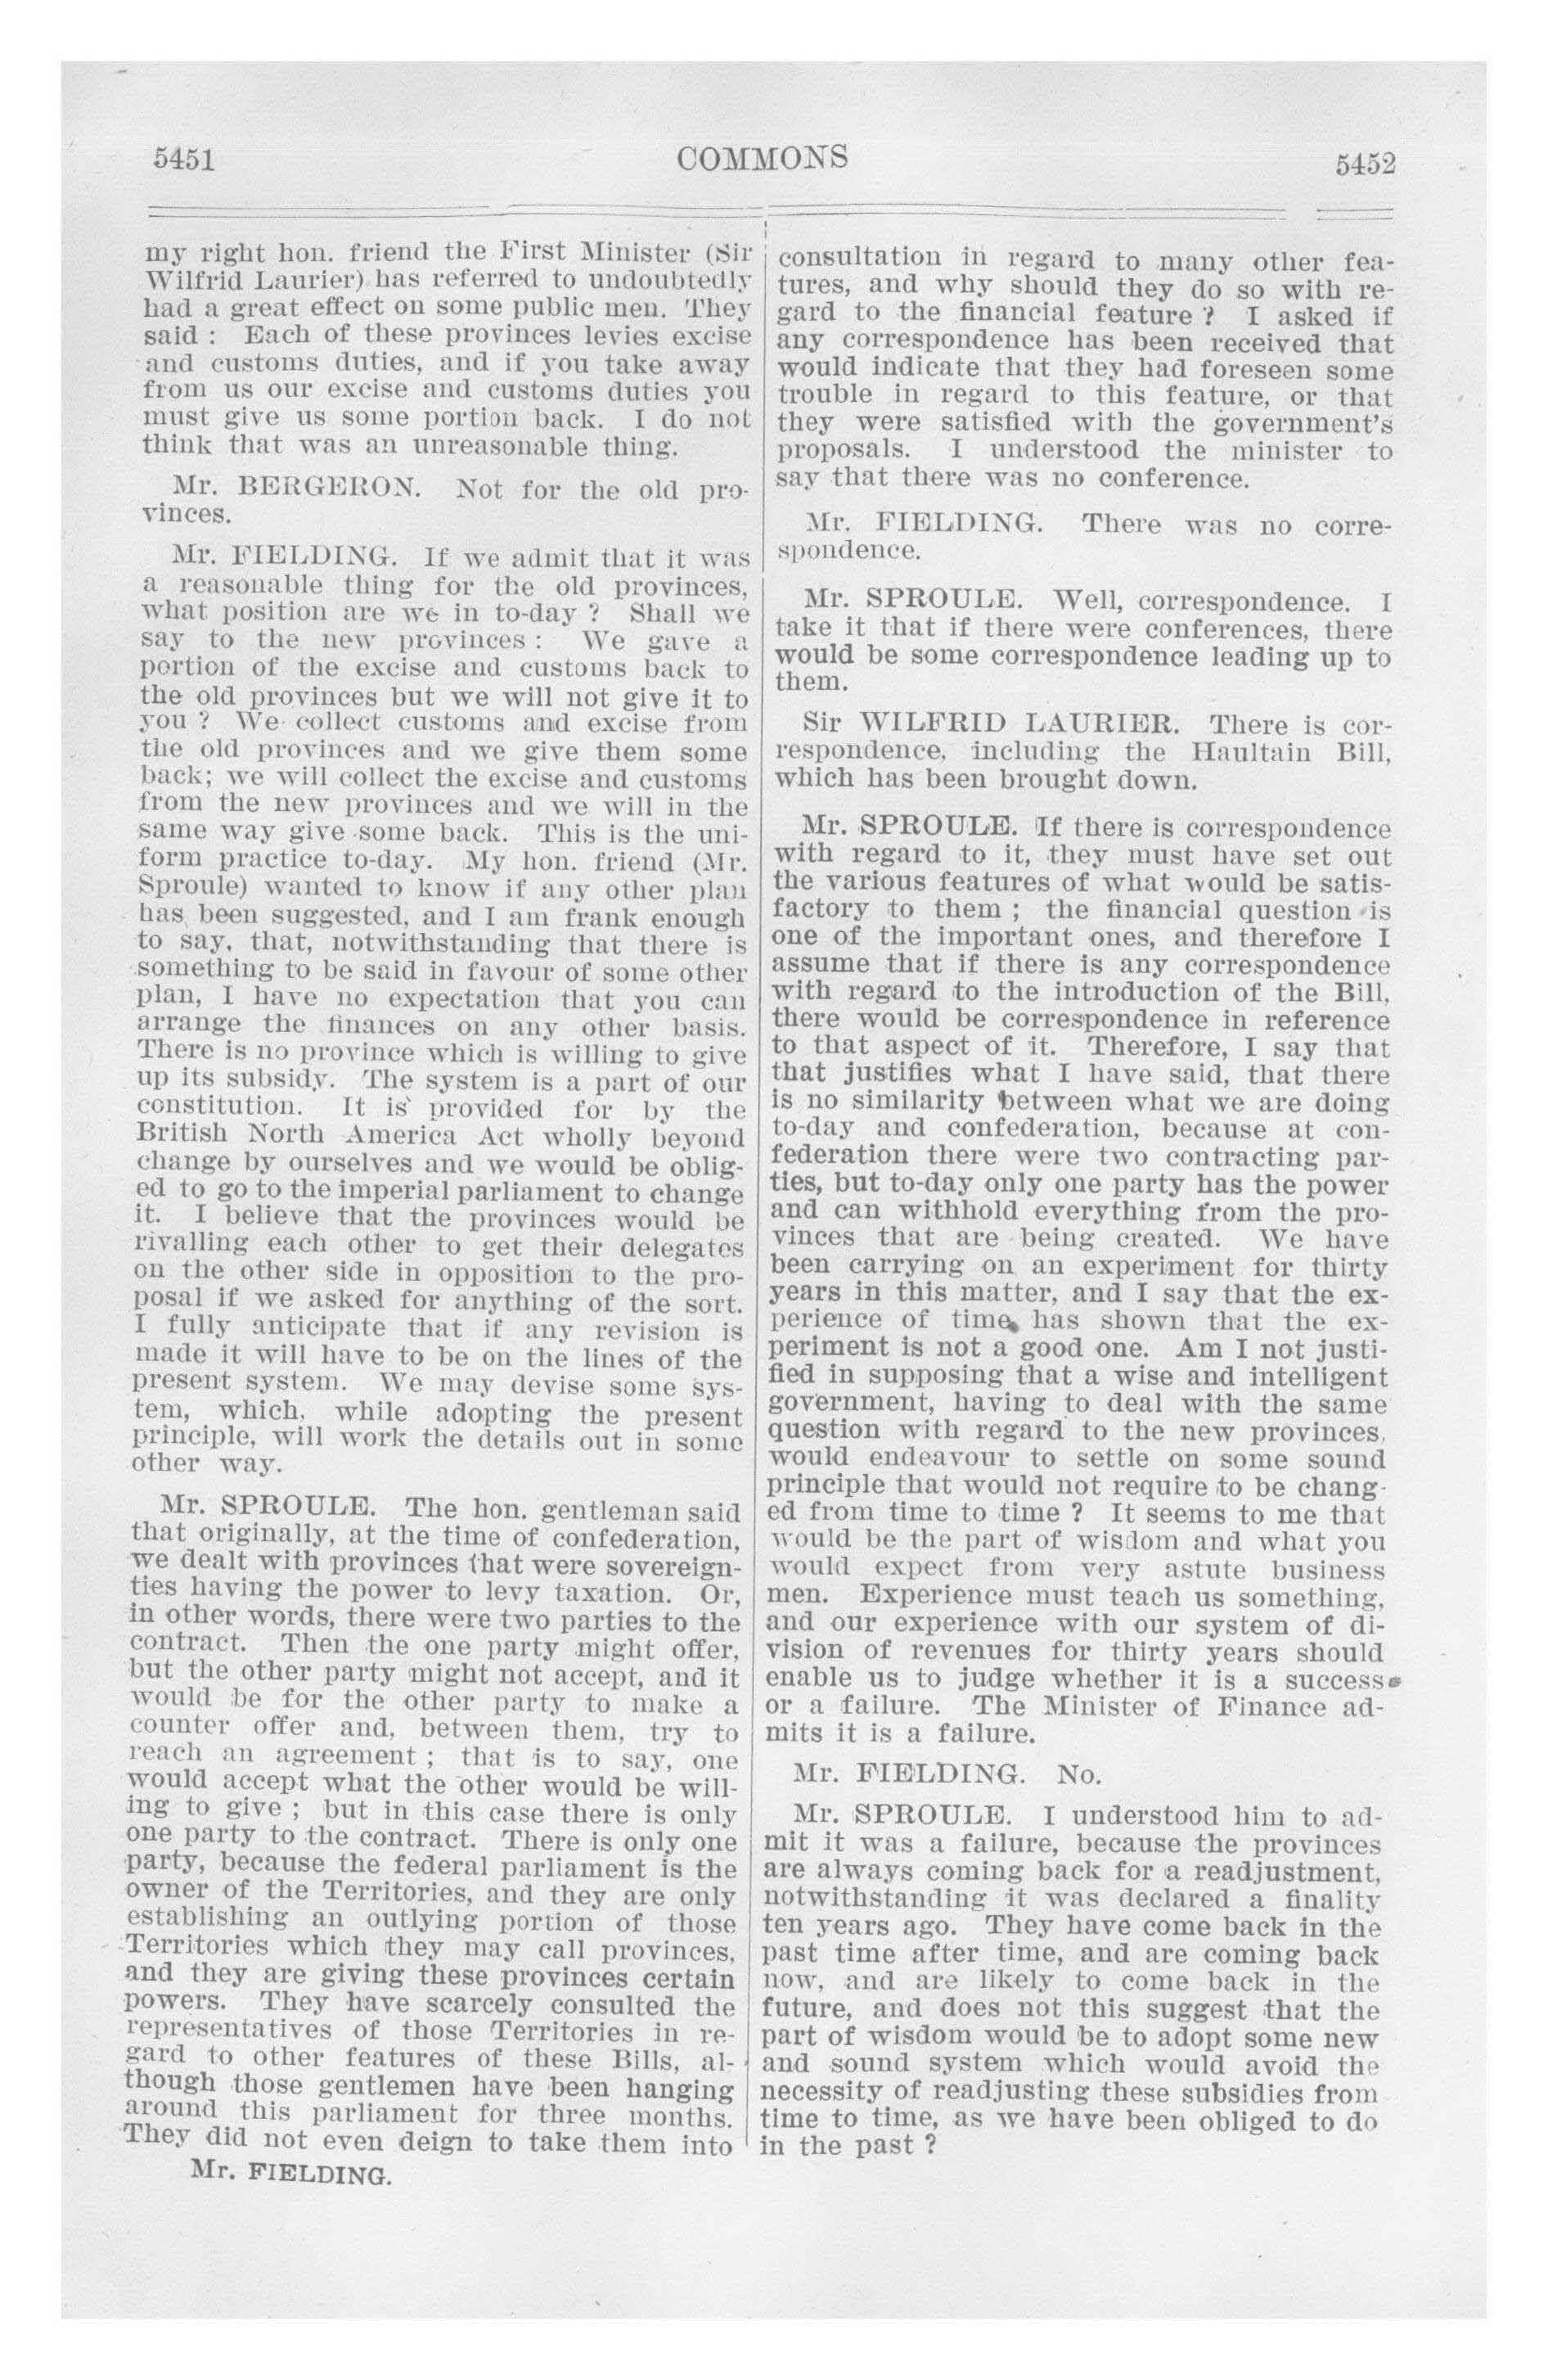 5451
COMMONS
5452
my right hon. friend the First Minister (Sir
Wilfrid Laurier) has referred to undoubtedly
had a great effect on some public men. They
said : Each of these provinces levies excise
and customs duties, and if you take away
from us our excise and customs duties you
must give us some portion back. I do not
think that was an unreasonable thing.
Mr. BERGERON. Not for the old pro-
vinces.
Mr. FIELDING. If we admit that it was
a reasonable thing for the old provinces,
what position are we in to-day ? Shall we
say to the new provinces : We gave a
portion of the excise and customs back to
the old provinces but we will not give it to
you ? We collect customs and excise from
the old provinces and we give them some
back; we will collect the excise and customs
from the new provinces and we will in the
same way give some back. This is the uni-
form practice to-day. My hon. friend (Mr.
Sproule) wanted to know if any other plan
has been suggested, and I am frank enough
to say, that, notwithstanding that there is
something to be said in favour of some other
plan, I have no expectation that you can
arrange the finances on any other basis.
There is no province which is willing to give
up its subsidy. The system is a part of our
constitution. It is provided for by the
British North America Act wholly beyond
change by ourselves and we would be oblig-
ed to go to the imperial parliament to change
it. I believe that the provinces would be
rivalling each other to get their delegates
on the other side in opposition to the pro-
posal if we asked for anything of the sort.
I fully anticipate that if any revision is
made it will have to be on the lines of the
present system. We may devise some sys-
tem, which, while adopting the present
principle, will work the details out in some
other way.
Mr. SPROULE. The hon. gentleman said
that originally, at the time of confederation,
we dealt with provinces that were sovereign-
ties having the power to levy taxation. Or,
in other words, there were two parties to the
contract. Then the one party might offer,
but the other party might not accept, and it
would be for the other party to make a
counter offer and, between them, try to
reach an agreement ; that is to say, one
would accept what the other would be will-
ing to give ; but in this case there is only
one party to the contract. There is only one
party, because the federal parliament is the
owner of the Territories, and they are only
establishing an outlying portion of those
Territories which they may call provinces,
and they are giving these provinces certain
powers. They have scarcely consulted the
representatives of those Territories in re-
gard to other features of these Bills, al-
though those gentlemen have been hanging
around this parliament for three months.
They did not even deign to take them into
Mr. FIELDING.
consultation in regard to many other fea-
tures, and why should they do so with re-
gard to the financial feature ? I asked if
any correspondence has been received that
would indicate that they had foreseen some
trouble in regard to this feature, or that
they were satisfied with the government's
proposals. I understood the minister to
say that there was no conference.
Mr. FIELDING. There was no corre-
spondence.
Mr. SPROULE. Well, correspondence. I
take it that if there were conferences, there
would be some correspondence leading up to
them.
Sir WILFRID LAURIER. There is cor-
respondence, including the Haultain Bill,
which has been brought down.
Mr. SPROULE. If there is correspondence
with regard to it, they must have set out
the various features of what would be satis-
factory to them ; the financial question is
one of the important ones, and therefore I
assume that if there is any correspondence
with regard to the introduction of the Bill,
there would be correspondence in reference
to that aspect of it. Therefore, I say that
that justifies what I have said, that there
is no similarity between what we are doing
to-day and confederation, because at con-
federation there were two contracting par-
ties, but to-day only one party has the power
and can withhold everything from the pro-
vinces that are being created. We have
been carrying on an experiment for thirty
years in this matter, and I say that the ex-
perience of time has shown that the ex-
periment is not a good one. Am I not justi-
fied in supposing that a wise and intelligent
government, having to deal with the same
question with regard to the new provinces,
would endeavour to settle on some sound
principle that would not require to be chang-
ed from time to time ? It seems to me that
would be the part of wisdom and what you
would expect from very astute business
men. Experience must teach us something,
and our experience with our system of di-
vision of revenues for thirty years should
enable us to judge whether it is a success
or a failure. The Minister of Finance ad-
mits it is a failure.
Mr. FIELDING. No.
Mr. SPROULE. I understood him to ad-
mit it was a failure, because the provinces
are always coming back for a readjustment,
notwithstanding it was declared a finality
ten years ago. They have come back in the
past time after time, and are coming back
now, and are likely to come back in the
future, and does not this suggest that the
part of wisdom would be to adopt some new
and sound system which would avoid the
necessity of readjusting these subsidies from
time to time, as we have been obliged to do
in the past ?